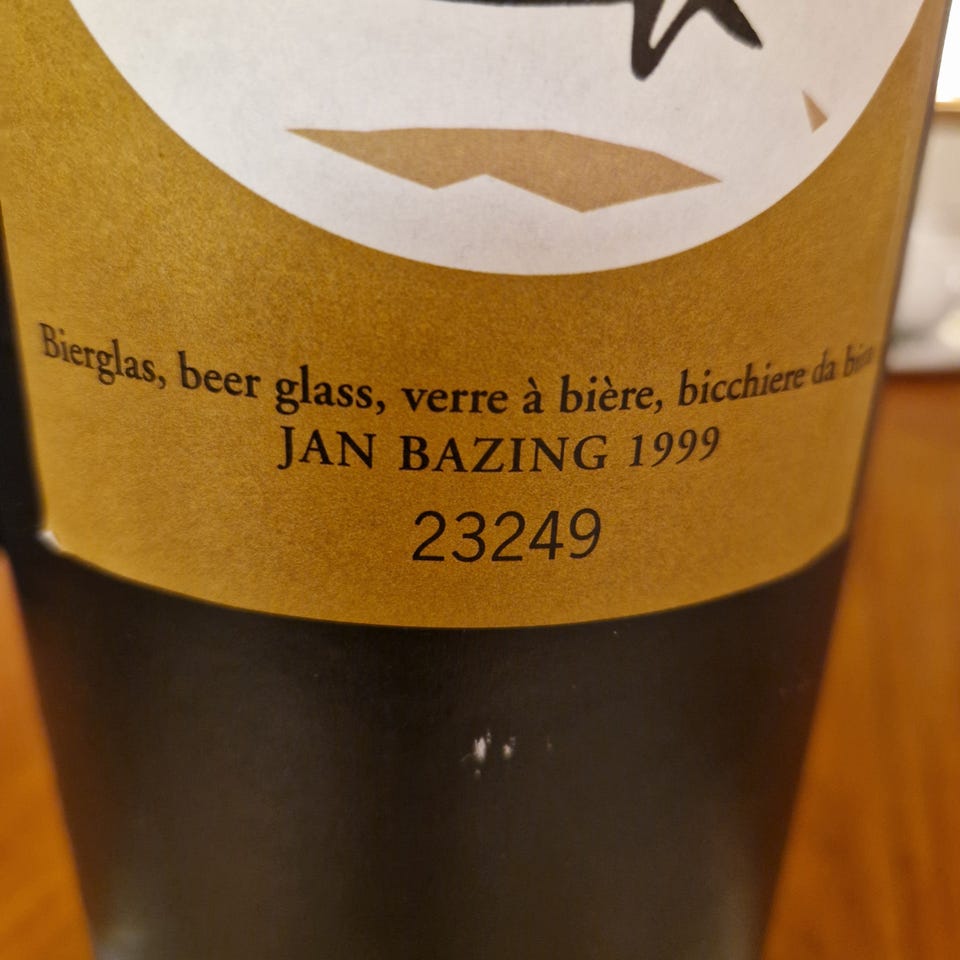 Bierglas, beer glass, verre à bière, bicchiere da
JAN BAZING 1999
23249